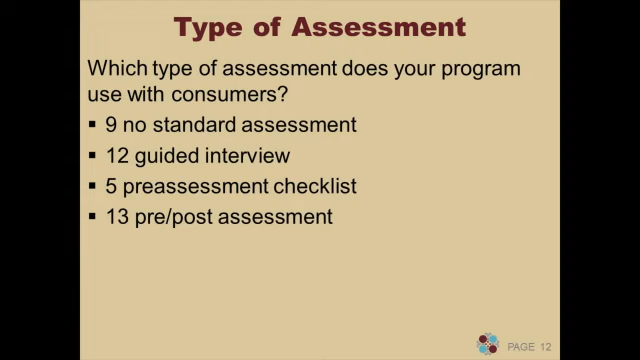 Type of Assessment
Which type of assessment does your program
use with consumers?
▪ 9 no standard assessment
▪ 12 guided interview
▪ 5 preassessment checklist
▪ 13 pre/post assessment
PAGE 12